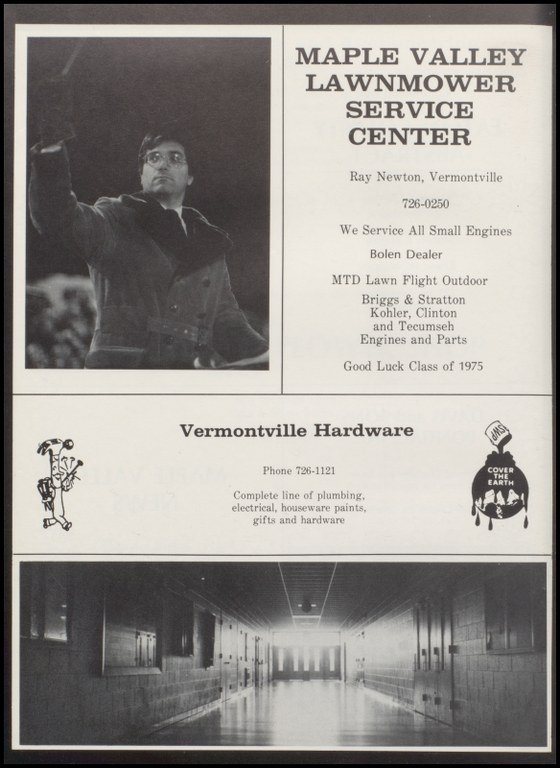 MAPLE VALLEY
LAWNMOWER
SERVICE
CENTER
Ray Newton, Vermontville
726-0250
We Service All Small Engines
Bolen Dealer
MTD Lawn Flight Outdoor
Briggs & Stratton
Kohler, Clinton
and Tecumseh
Engines and Parts
Good Luck Class of 1975
Vermontville Hardware
Phone 726-1121
Complete line of plumbing,
electrical, houseware paints,
gifts and hardware
SWP
COVER
THE
EARTH